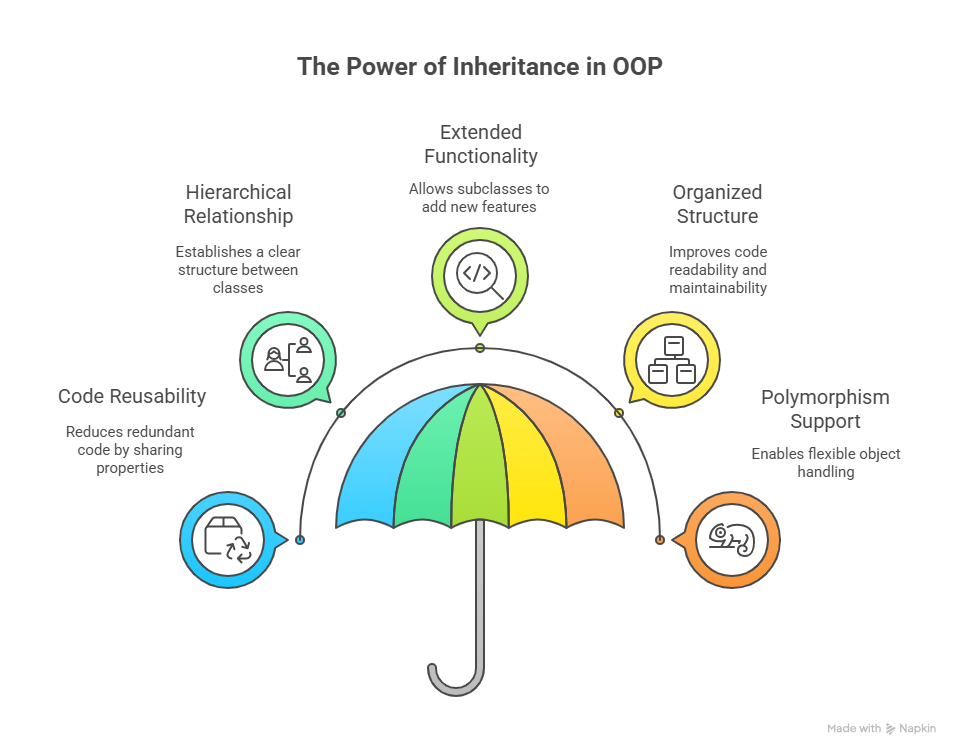 The Power of Inheritance in OOP
Extended
Functionality
Allows subclasses to
add new features
Hierarchical
Relationship
Establishes a clear
structure between
classes
Organized
Structure
Improves code
readability and
maintainability
Code Reusability
Reduces redundant
code by sharing
properties
Polymorphism
Support
Enables flexible object
handling
Made with Napkin